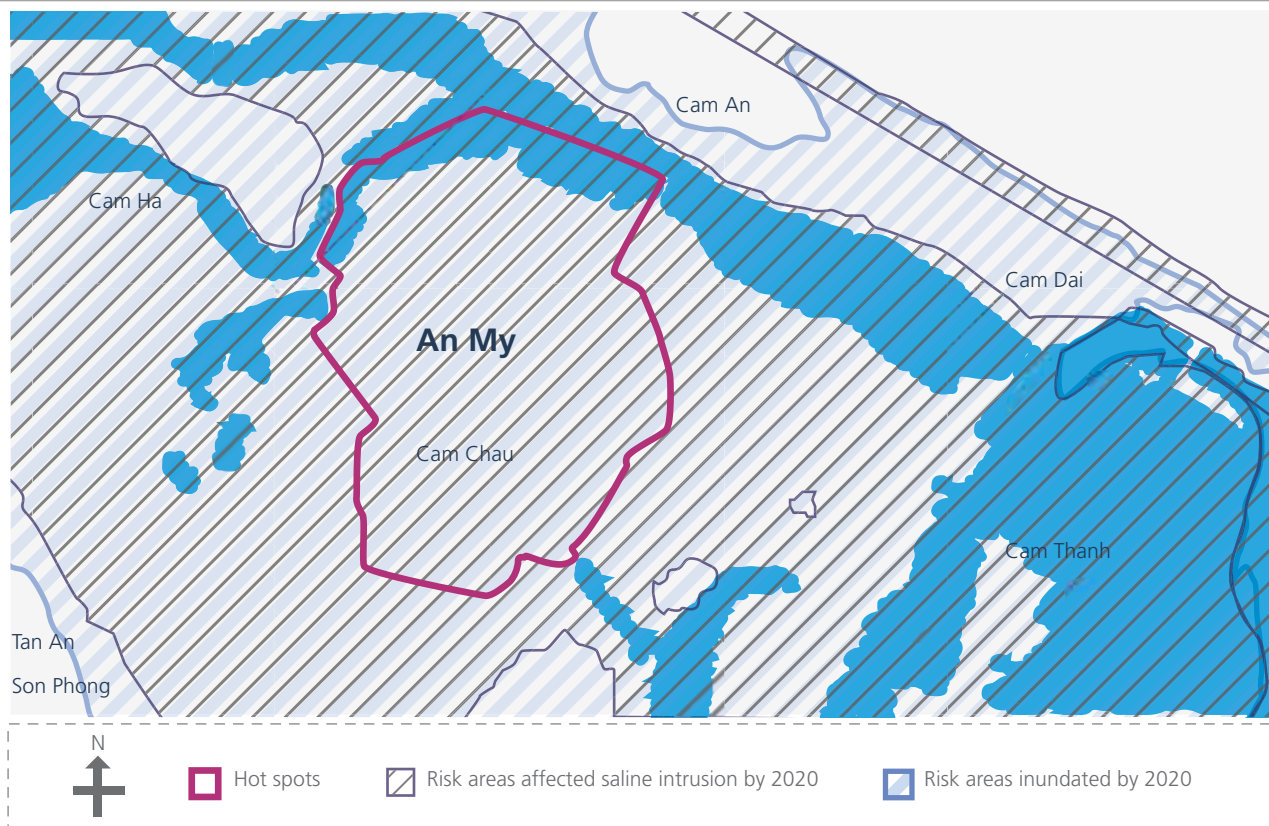 Cam An
Cam Ha
Cam Dai
An My
Cam Chau
Cam Thanh
Tan An
Son Phong
N
Hot spots
Risk areas affected saline intrusion by 2020
Risk areas inundated by 2020